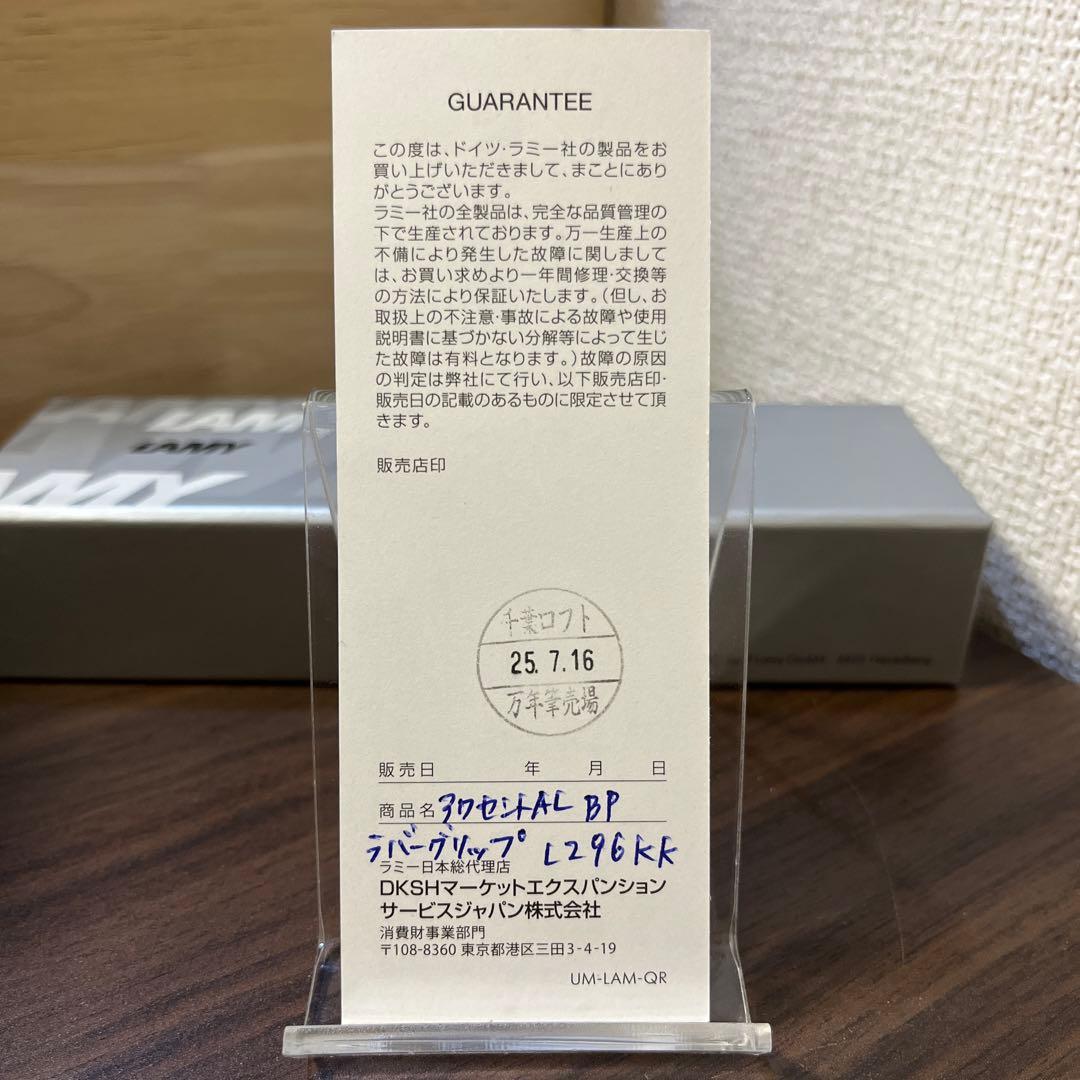 GUARANTEE
この度は、ドイツ・ラミー社の製品をお
買い上げいただきまして、まことにあり
がとうございます。
ラミー社の全製品は、完全な品質管理の
下で生産されております。万一生産上の
不備により発生した故障に関しまして
は、お買い求めより一年間修理・交換等
の方法により保証いたします。（但し、お
取扱上の不注意・事故による故障や使用
説明書に基づかない分解等によって生じ
た故障は有料となります。）故障の原因
の判定は弊社にて行い、以下販売店印・
販売日の記載のあるものに限定させて頂
きます。
販売店印
千葉ロフト
25. 7.16
万年筆売場
販売日 年 月 日
商品名 アクセントAL BP
ラバーグリップ L296KK
ラミー日本総代理店
DKSHマーケットエクスパンション
サービスジャパン株式会社
消費財事業部門
〒108-8360 東京都港区三田3-4-19
UM-LAM-QR
LAMY
LAMY
AMY